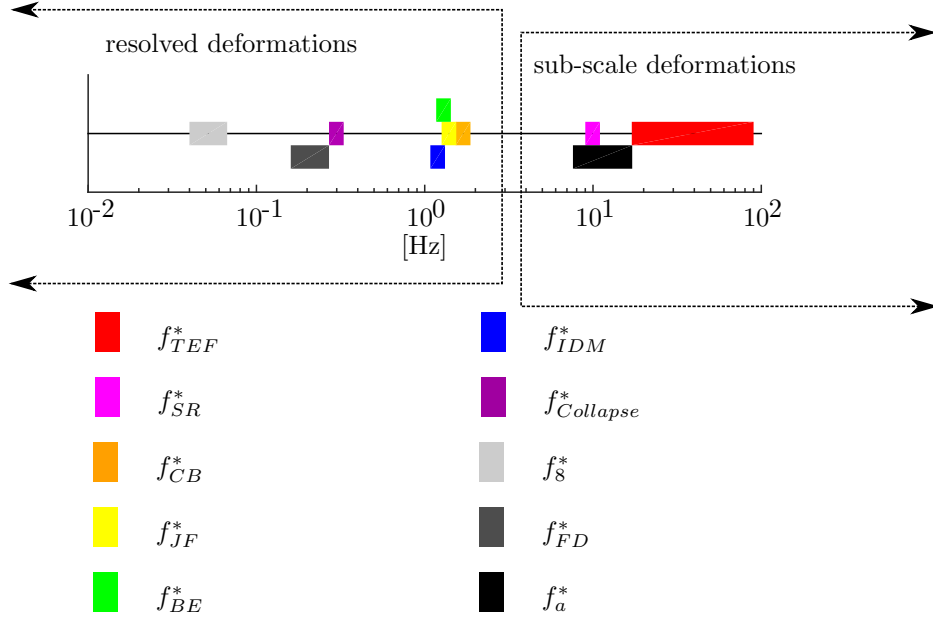 resolved deformations
sub-scale deformations
10^-2 10^-1 10^0 10^1 10^2
[Hz]
f*_TEF f*_IDM
f*_SR f*_Collapse
f*_CB f*_8
f*_JF f*_FD
f*_BE f*_a